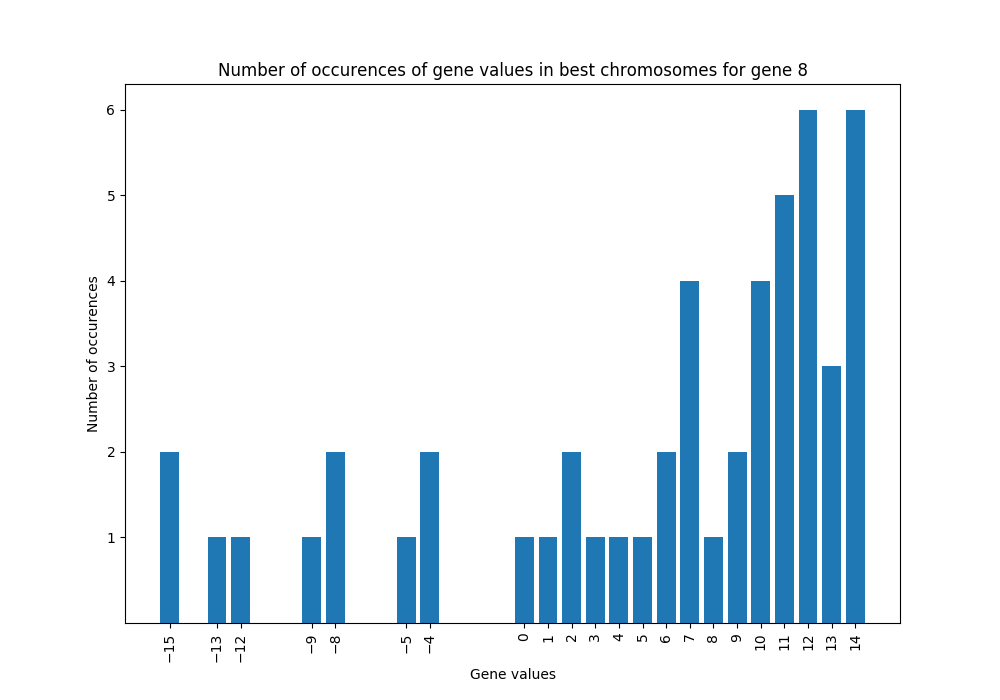 Number of occurences of gene values in best chromosomes for gene 8
Number of occurences
6
5
4
3
2
1
−15 −13 −12 −9 −8 −5 −4 0 1 2 3 4 5 6 7 8 9 10 11 12 13 14
Gene values